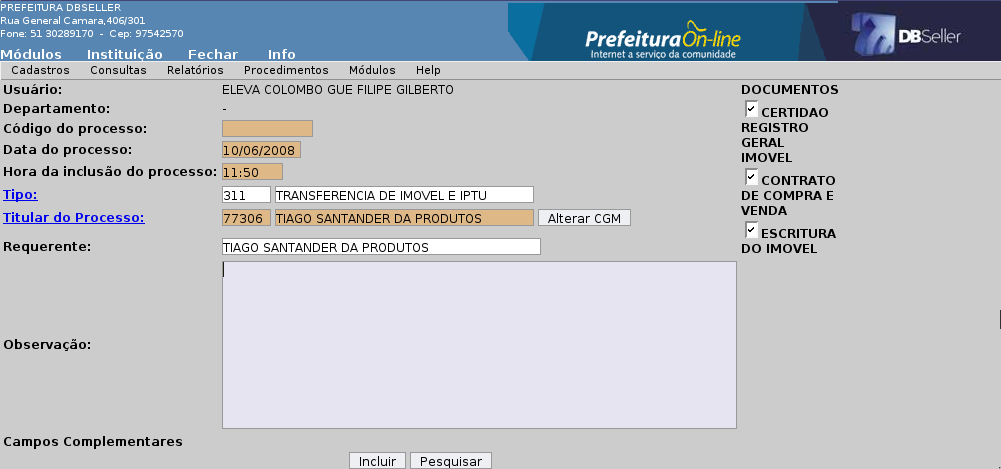 PREFEITURA DBSELLER
Rua General Camara,406/301
Fone: 51 30289170 - Cep: 97542570
Prefeitura On-line
Internet a serviço da comunidade
DBSeller
Módulos Instituição Fechar Info
Cadastros Consultas Relatórios Procedimentos Módulos Help
Usuário: ELEVA COLOMBO GUE FILIPE GILBERTO
Departamento: -
Código do processo:
Data do processo: 10/06/2008
Hora da inclusão do processo: 11:50
Tipo: 311 TRANSFERENCIA DE IMOVEL E IPTU
Titular do Processo: 77306 TIAGO SANTANDER DA PRODUTOS Alterar CGM
Requerente: TIAGO SANTANDER DA PRODUTOS
Observação:
Campos Complementares
Incluir Pesquisar
DOCUMENTOS
CERTIDAO
REGISTRO
GERAL
IMOVEL
CONTRATO
DE COMPRA E
VENDA
ESCRITURA
DO IMOVEL